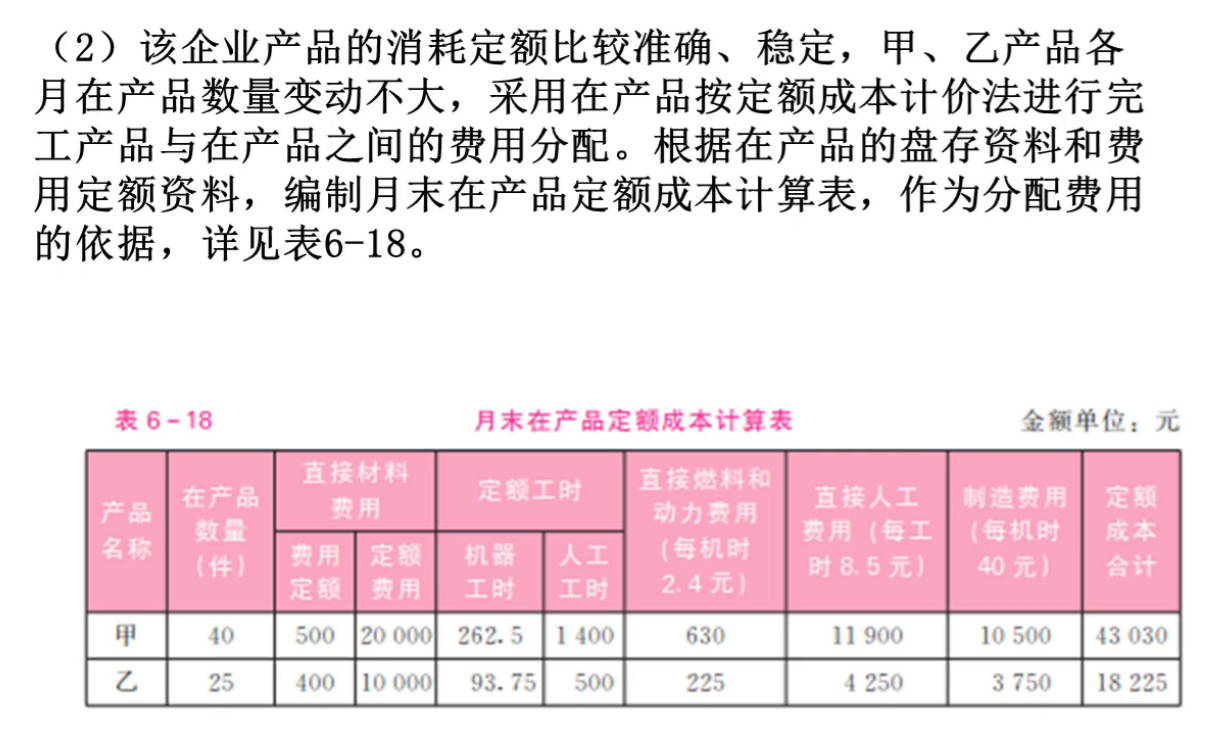 （2）该企业产品的消耗定额比较准确、稳定，甲、乙产品各
月在产品数量变动不大，采用在产品按定额成本计价法进行完
工产品与在产品之间的费用分配。根据在产品的盘存资料和费
用定额资料，编制月末在产品定额成本计算表，作为分配费用
的依据，详见表6-18。
表 6-18 月末在产品定额成本计算表 金额单位：元
产品名称 在产品数量（件） 直接材料费用 定额工时 直接燃料和动力费用（每机时2.4元） 直接人工费用（每工时8.5元） 制造费用（每机时40元） 定额成本合计
费用定额 定额费用 机器工时 人工工时
甲 40 500 20 000 262.5 1 400 630 11 900 10 500 43 030
乙 25 400 10 000 93.75 500 225 4 250 3 750 18 225